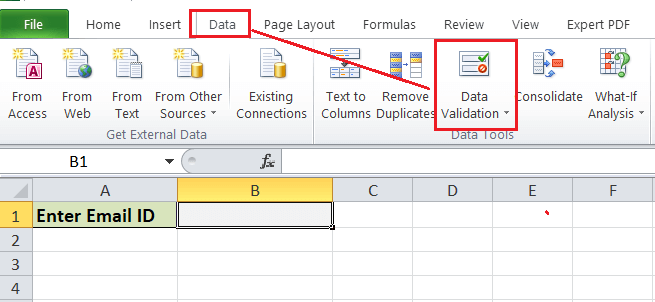 File Home Insert Data Page Layout Formulas Review View Expert PDF
From Access
From Web
From Text
From Other Sources
Existing Connections
Text to Columns
Remove Duplicates
Data Validation
Consolidate
What-If Analysis
Get External Data
Data Tools
B1 fx
A B C D E F
1 Enter Email ID
2
3
4